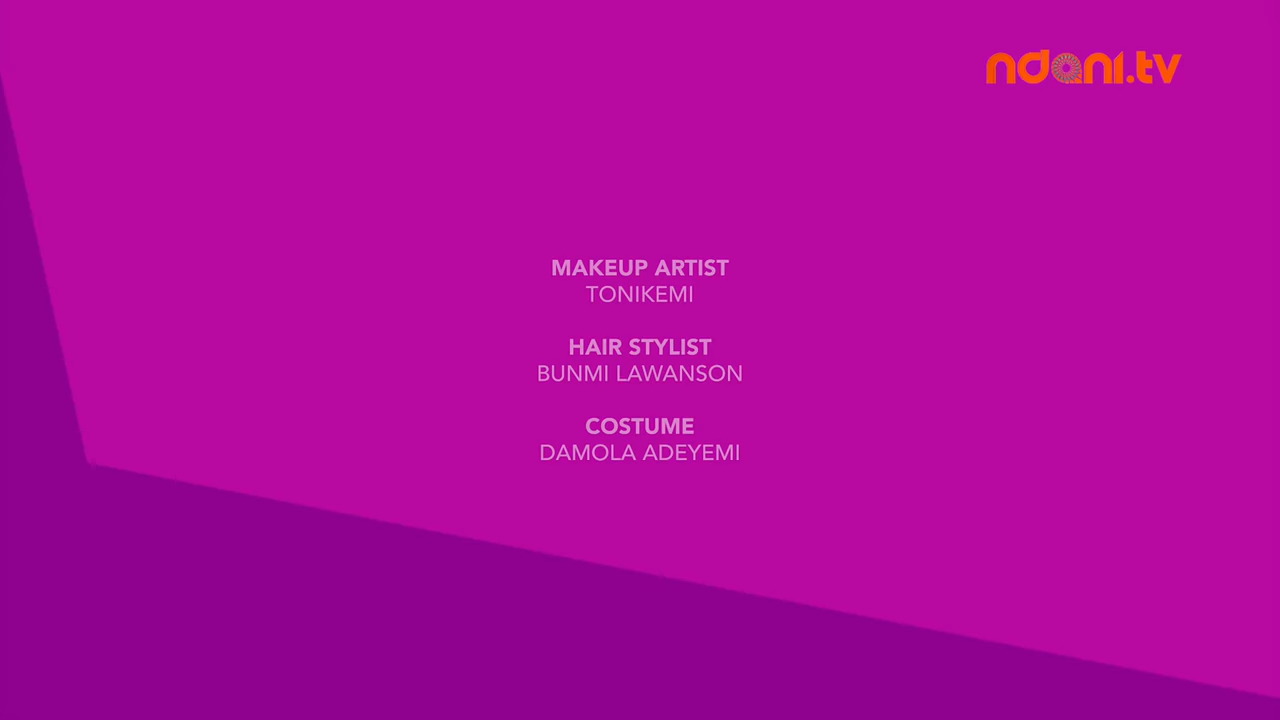 ndani.tv
MAKEUP ARTIST
TONIKEMI
HAIR STYLIST
BUNMI LAWANSON
COSTUME
DAMOLA ADEYEMI